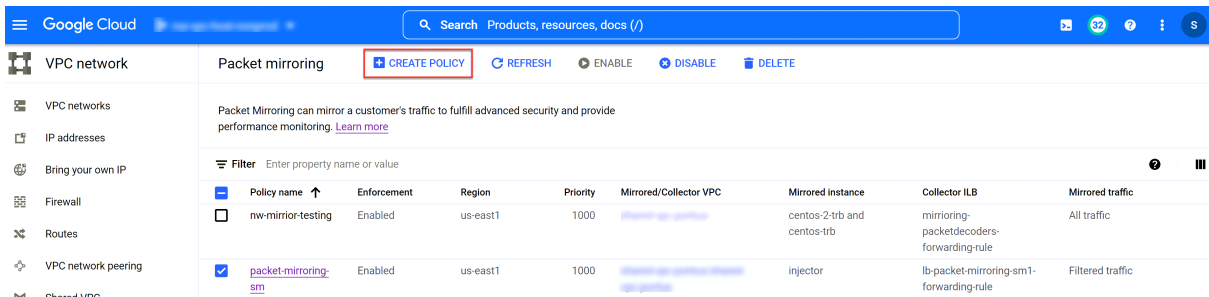 Google Cloud
Search Products, resources, docs (/)
32
?
S
VPC network
Packet mirroring
CREATE POLICY
REFRESH
ENABLE
DISABLE
DELETE
VPC networks
IP addresses
Bring your own IP
Firewall
Routes
VPC network peering
Shared VPC
Packet Mirroring can mirror a customer's traffic to fulfill advanced security and provide
performance monitoring. Learn more
Filter Enter property name or value
?
Policy name Enforcement Region Priority Mirrored/Collector VPC Mirrored instance Collector ILB Mirrored traffic
nw-mirrior-testing Enabled us-east1 1000 centos-2-trb and mirrioring- All traffic
centos-trb packetdecoders-
forwarding-rule
packet-mirroring- Enabled us-east1 1000 injector lb-packet-mirroring-sm1- Filtered traffic
sm forwarding-rule